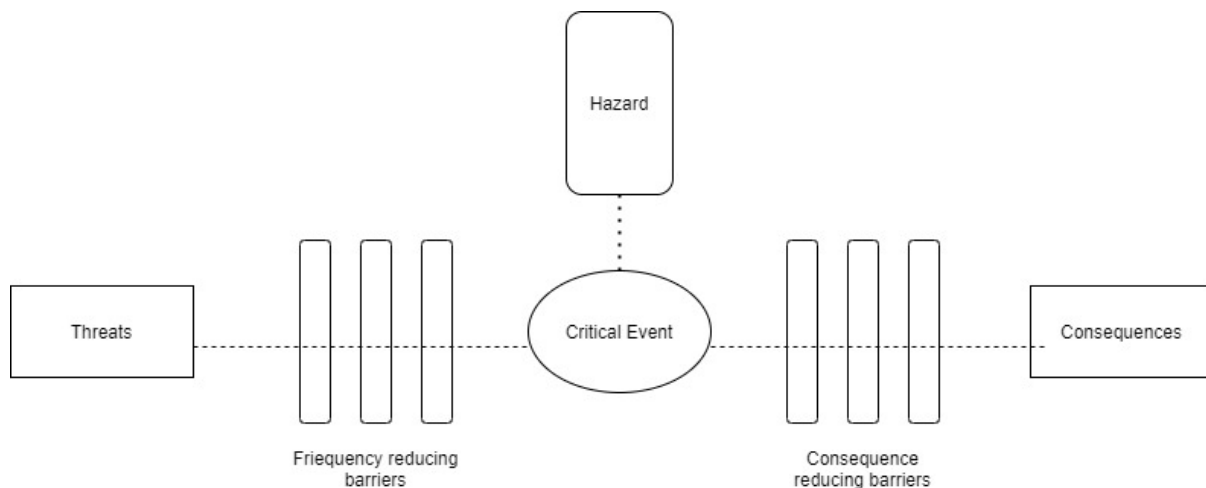 Hazard
Threats
Critical Event
Consequences
Friequency reducing
barriers
Consequence
reducing barriers